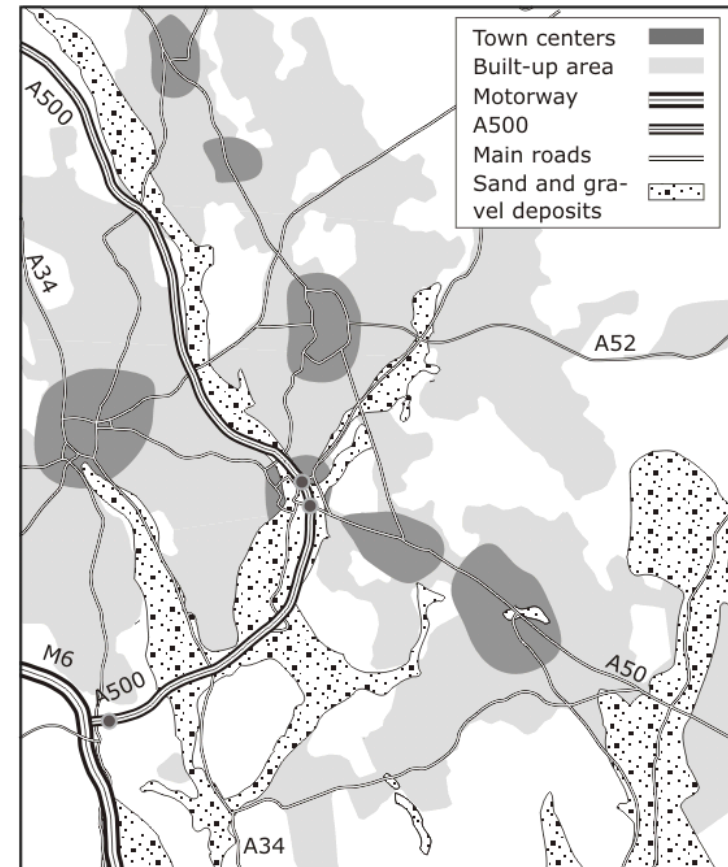 Town centers
Built-up area
Motorway
A500
Main roads
Sand and gra-
vel deposits
A500
A34
A52
M6
A500
A50
A34